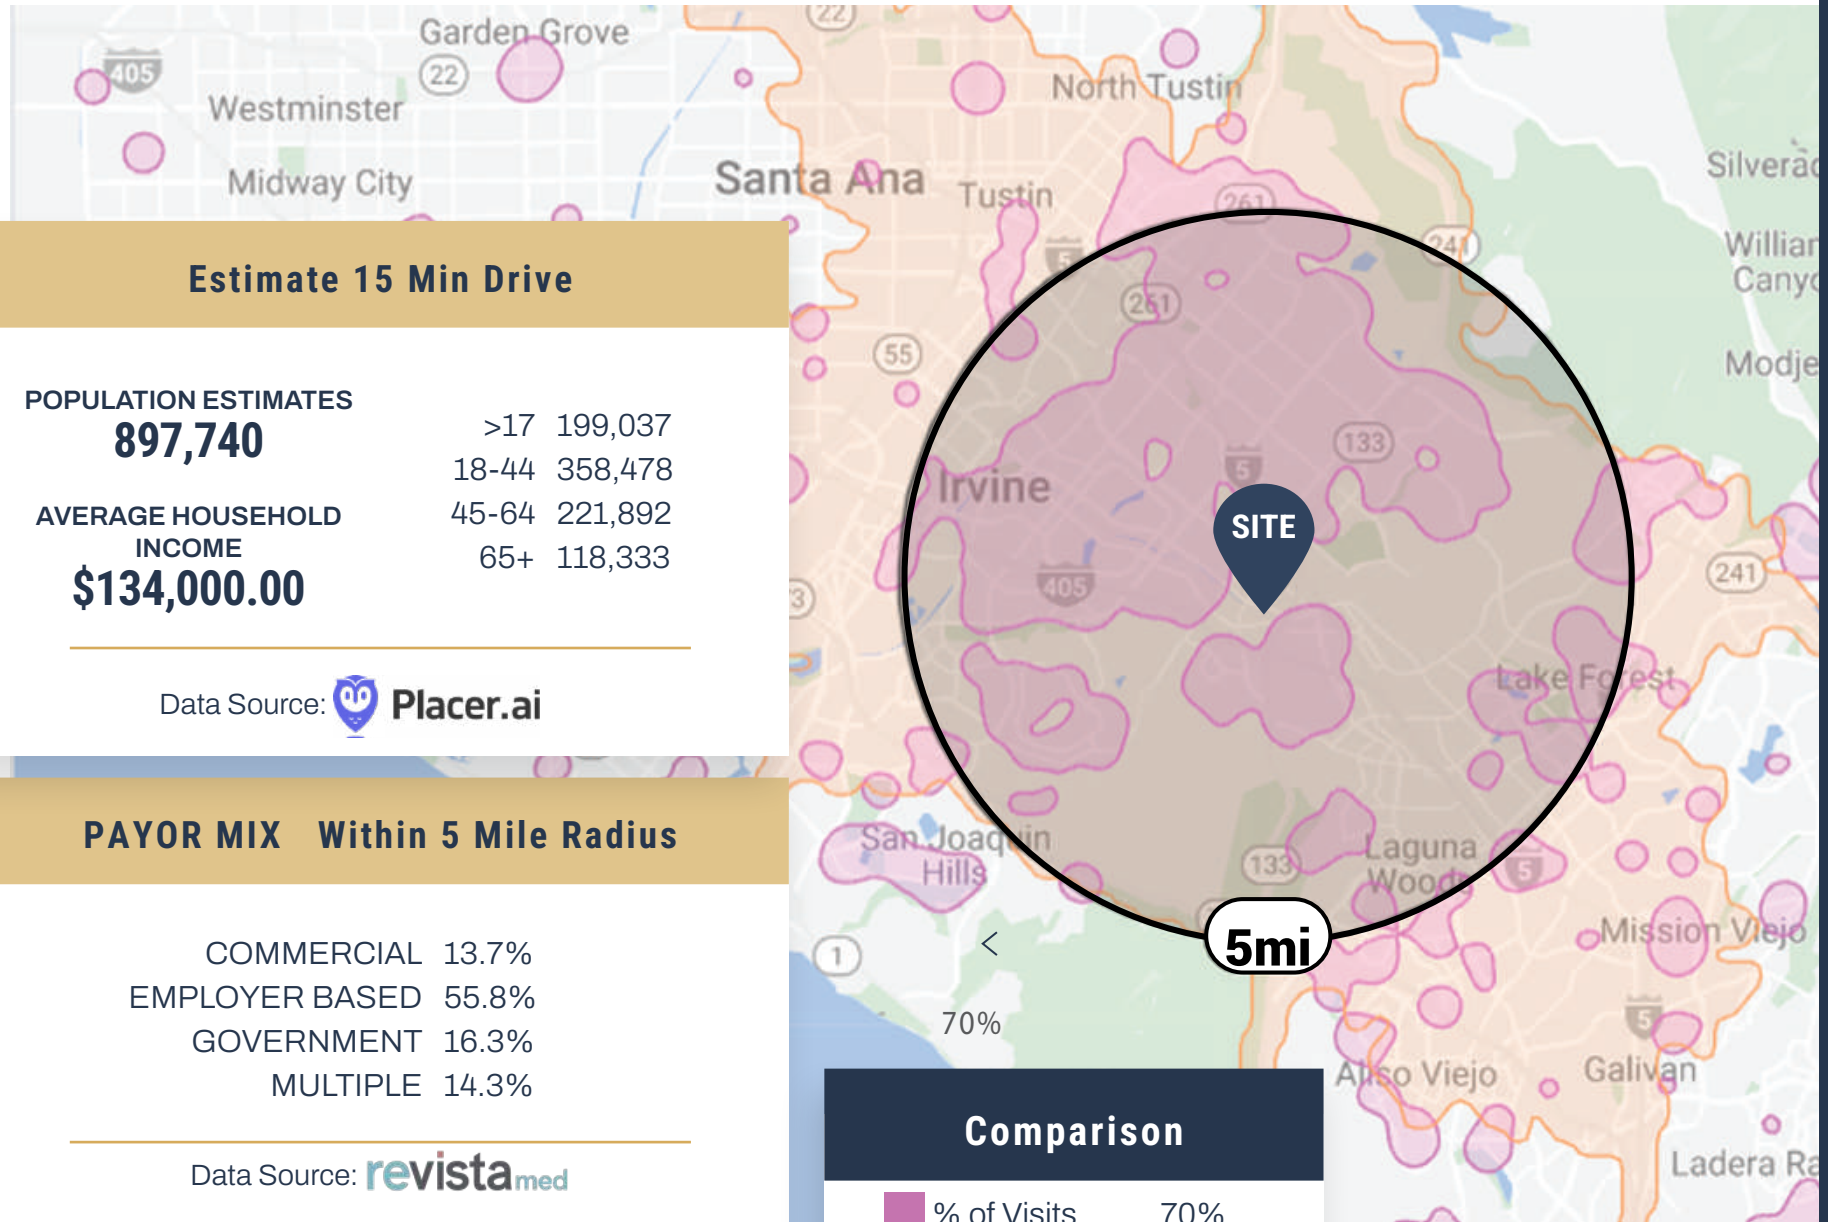 Garden Grove
22
405
22
Westminster
North Tustin
Midway City
Santa Ana
Tustin
261
5
241
261
55
133
5
Irvine
405
SITE
241
Lake Forest
San Joaquin
Hills
Laguna
Woods
133
5
5mi
Mission Viejo
1
<
70%
5
Aliso Viejo
Galivan
Estimate 15 Min Drive
POPULATION ESTIMATES
897,740
AVERAGE HOUSEHOLD
INCOME
$134,000.00
>17 199,037
18-44 358,478
45-64 221,892
65+ 118,333
Data Source: Placer.ai
PAYOR MIX Within 5 Mile Radius
COMMERCIAL 13.7%
EMPLOYER BASED 55.8%
GOVERNMENT 16.3%
MULTIPLE 14.3%
Data Source: revistamed
Comparison
% of Visits 70%
Ladera